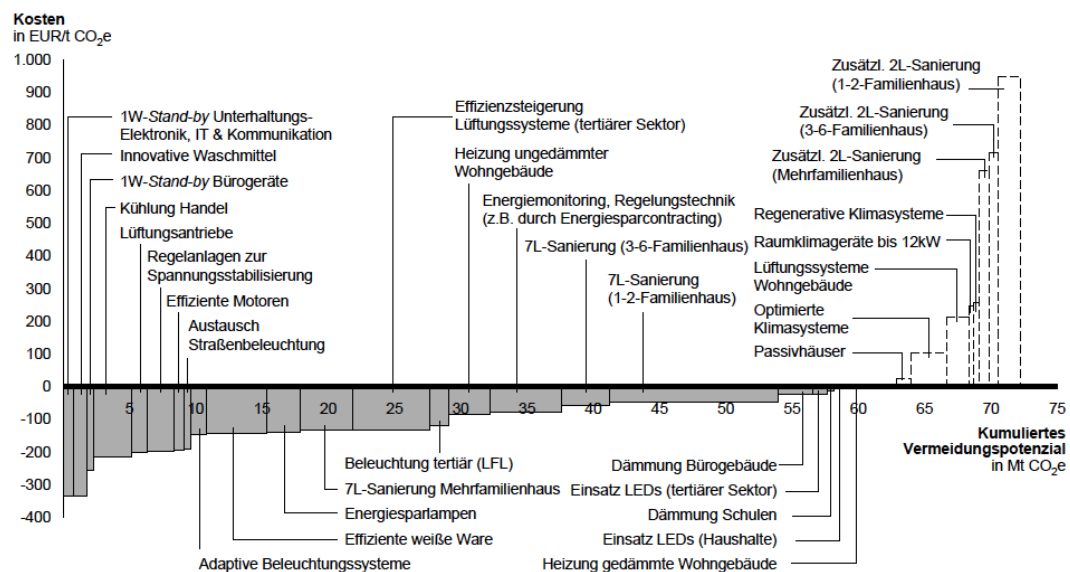 Kosten
in EUR/t CO2e
1.000
900
800
700
600
500
400
300
200
100
0
-100
-200
-300
-400
1W-Stand-by Unterhaltungs-
Elektronik, IT & Kommunikation
Innovative Waschmittel
1W-Stand-by Bürogeräte
Kühlung Handel
Lüftungsantriebe
Regelanlagen zur
Spannungsstabilisierung
Effiziente Motoren
Austausch
Straßenbeleuchtung
Effizienzsteigerung
Lüftungssysteme (tertiärer Sektor)
Heizung ungedämmter
Wohngebäude
Energiemonitoring, Regelungstechnik
(z.B. durch Energiesparcontracting)
7L-Sanierung (3-6-Familienhaus)
7L-Sanierung
(1-2-Familienhaus)
Zusätzl. 2L-Sanierung
(1-2-Familienhaus)
Zusätzl. 2L-Sanierung
(3-6-Familienhaus)
Zusätzl. 2L-Sanierung
(Mehrfamilienhaus)
Regenerative Klimasysteme
Raumklimageräte bis 12kW
Lüftungssysteme
Wohngebäude
Optimierte
Klimasysteme
Passivhäuser
5 10 15 20 25 30 35 40 45 50 55 60 65 70 75
Kumuliertes
Vermeidungspotenzial
in Mt CO2e
Beleuchtung tertiär (LFL)
7L-Sanierung Mehrfamilienhaus
Energiesparlampen
Effiziente weiße Ware
Adaptive Beleuchtungssysteme
Dämmung Bürogebäude
Einsatz LEDs (tertiärer Sektor)
Dämmung Schulen
Einsatz LEDs (Haushalte)
Heizung gedämmte Wohngebäude